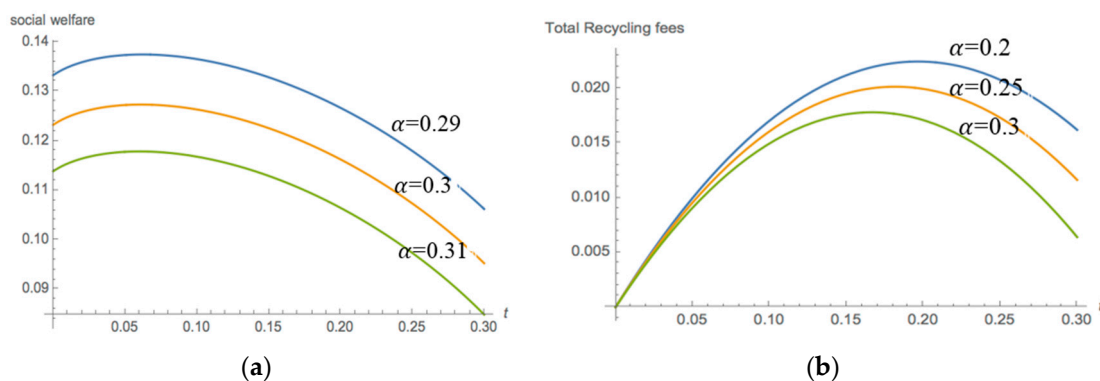 social welfare
0.14
0.13
0.12
0.11
0.10
0.09
α=0.29
α=0.3
α=0.31
0.05 0.10 0.15 0.20 0.25 0.30 t
(a)
Total Recycling fees
0.020
0.015
0.010
0.005
α=0.2
α=0.25
α=0.3
0.05 0.10 0.15 0.20 0.25 0.30
(b)